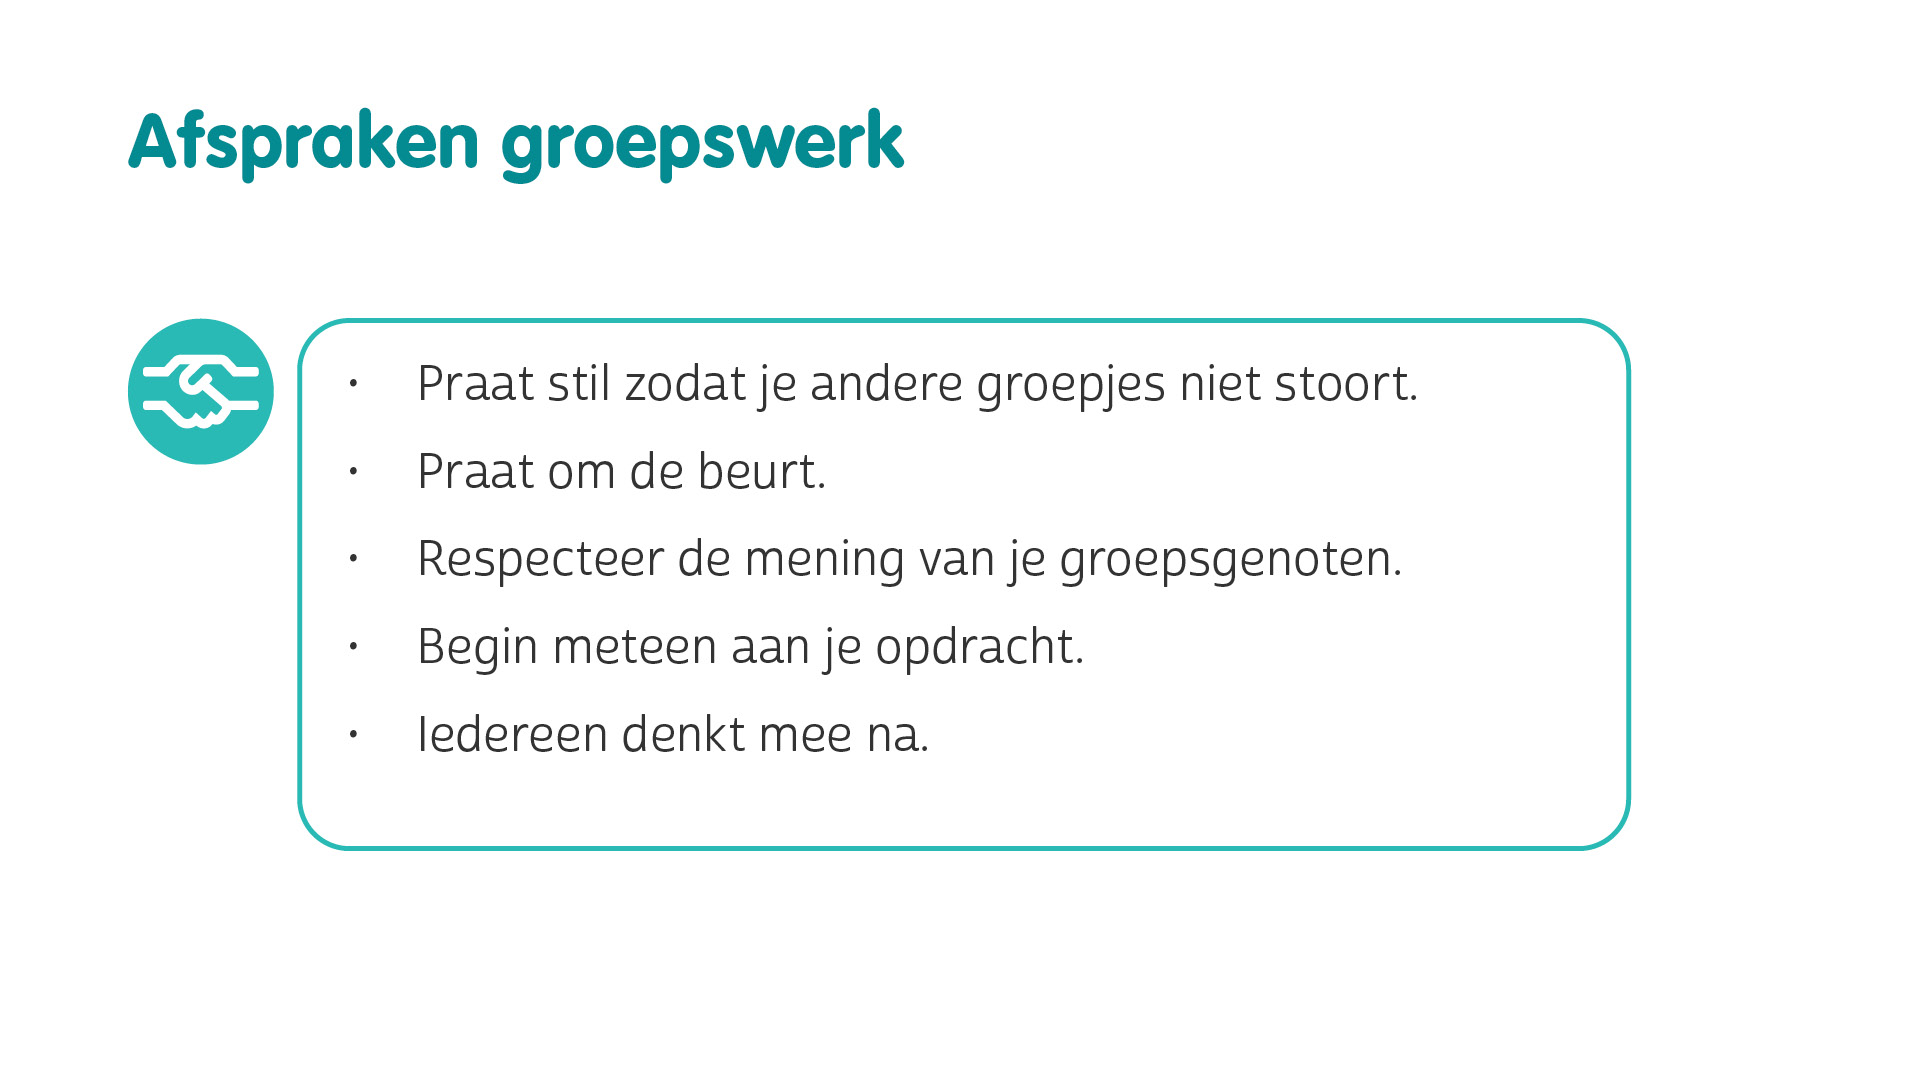 Afspraken groepswerk
• Praat stil zodat je andere groepjes niet stoort.
• Praat om de beurt.
• Respecteer de mening van je groepsgenoten.
• Begin meteen aan je opdracht.
• Iedereen denkt mee na.